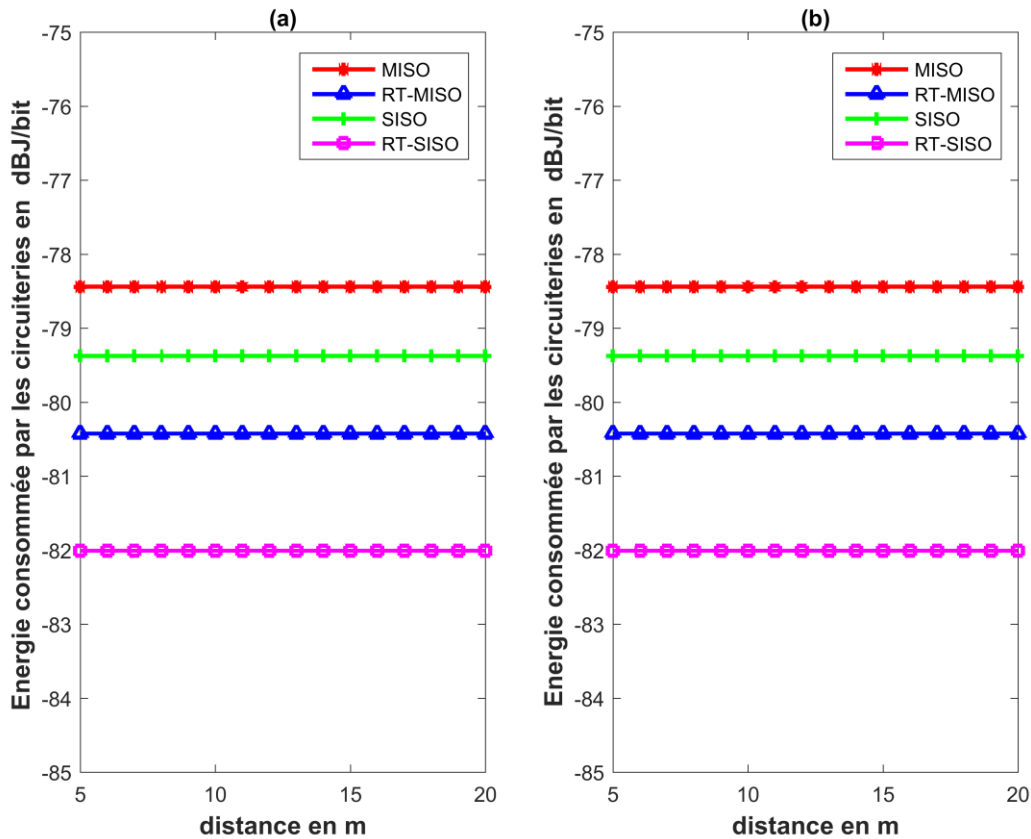 (a)
Energie consommée par les circuiteries en dBJ/bit
-75
-76
-77
-78
-79
-80
-81
-82
-83
-84
-85
MISO
RT-MISO
SISO
RT-SISO
5
10
15
20
distance en m
(b)
Energie consommée par les circuiteries en dBJ/bit
-75
-76
-77
-78
-79
-80
-81
-82
-83
-84
-85
MISO
RT-MISO
SISO
RT-SISO
5
10
15
20
distance en m